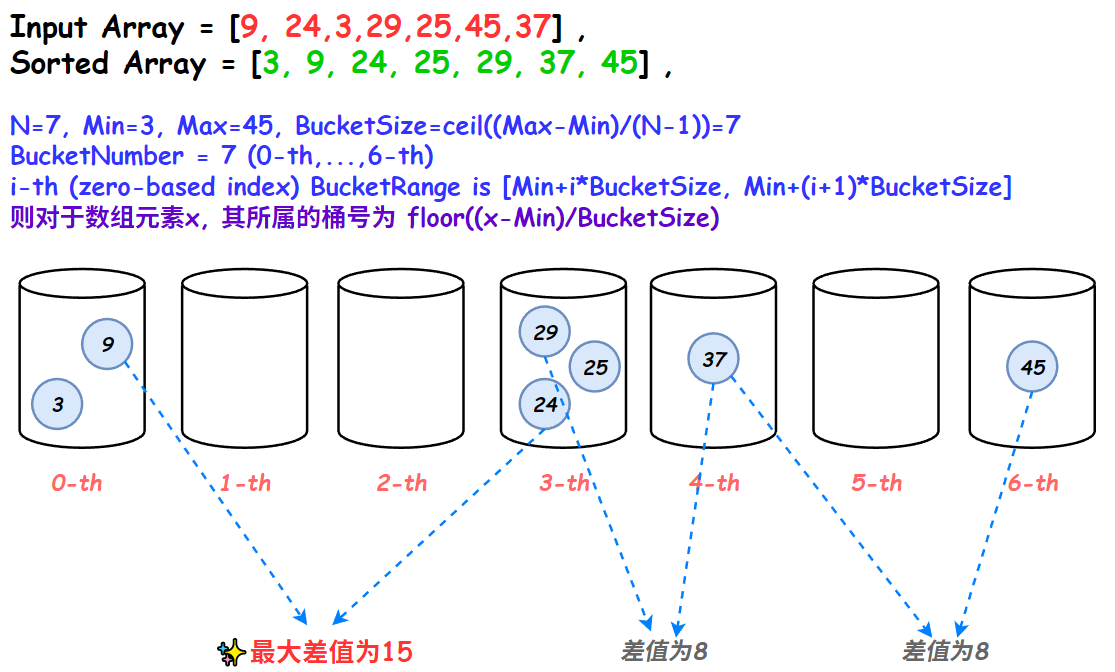 Input Array = [9, 24,3,29,25,45,37] ,
Sorted Array = [3, 9, 24, 25, 29, 37, 45] ,
N=7, Min=3, Max=45, BucketSize=ceil((Max-Min)/(N-1))=7
BucketNumber = 7 (0-th,...,6-th)
i-th (zero-based index) BucketRange is [Min+i*BucketSize, Min+(i+1)*BucketSize]
则对于数组元素x, 其所属的桶号为 floor((x-Min)/BucketSize)
9
3
29
25
24
37
45
0-th
1-th
2-th
3-th
4-th
5-th
6-th
最大差值为15
差值为8
差值为8